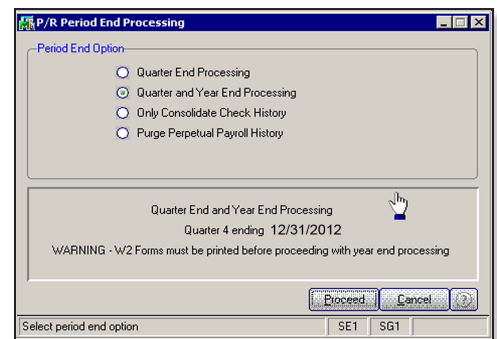 P/R Period End Processing
Period End Option
Quarter End Processing
Quarter and Year End Processing
Only Consolidate Check History
Purge Perpetual Payroll History
Quarter End and Year End Processing
Quarter 4 ending 12/31/2012
WARNING - W2 Forms must be printed before proceeding with year end processing
Proceed Cancel ?
Select period end option SE1 SG1